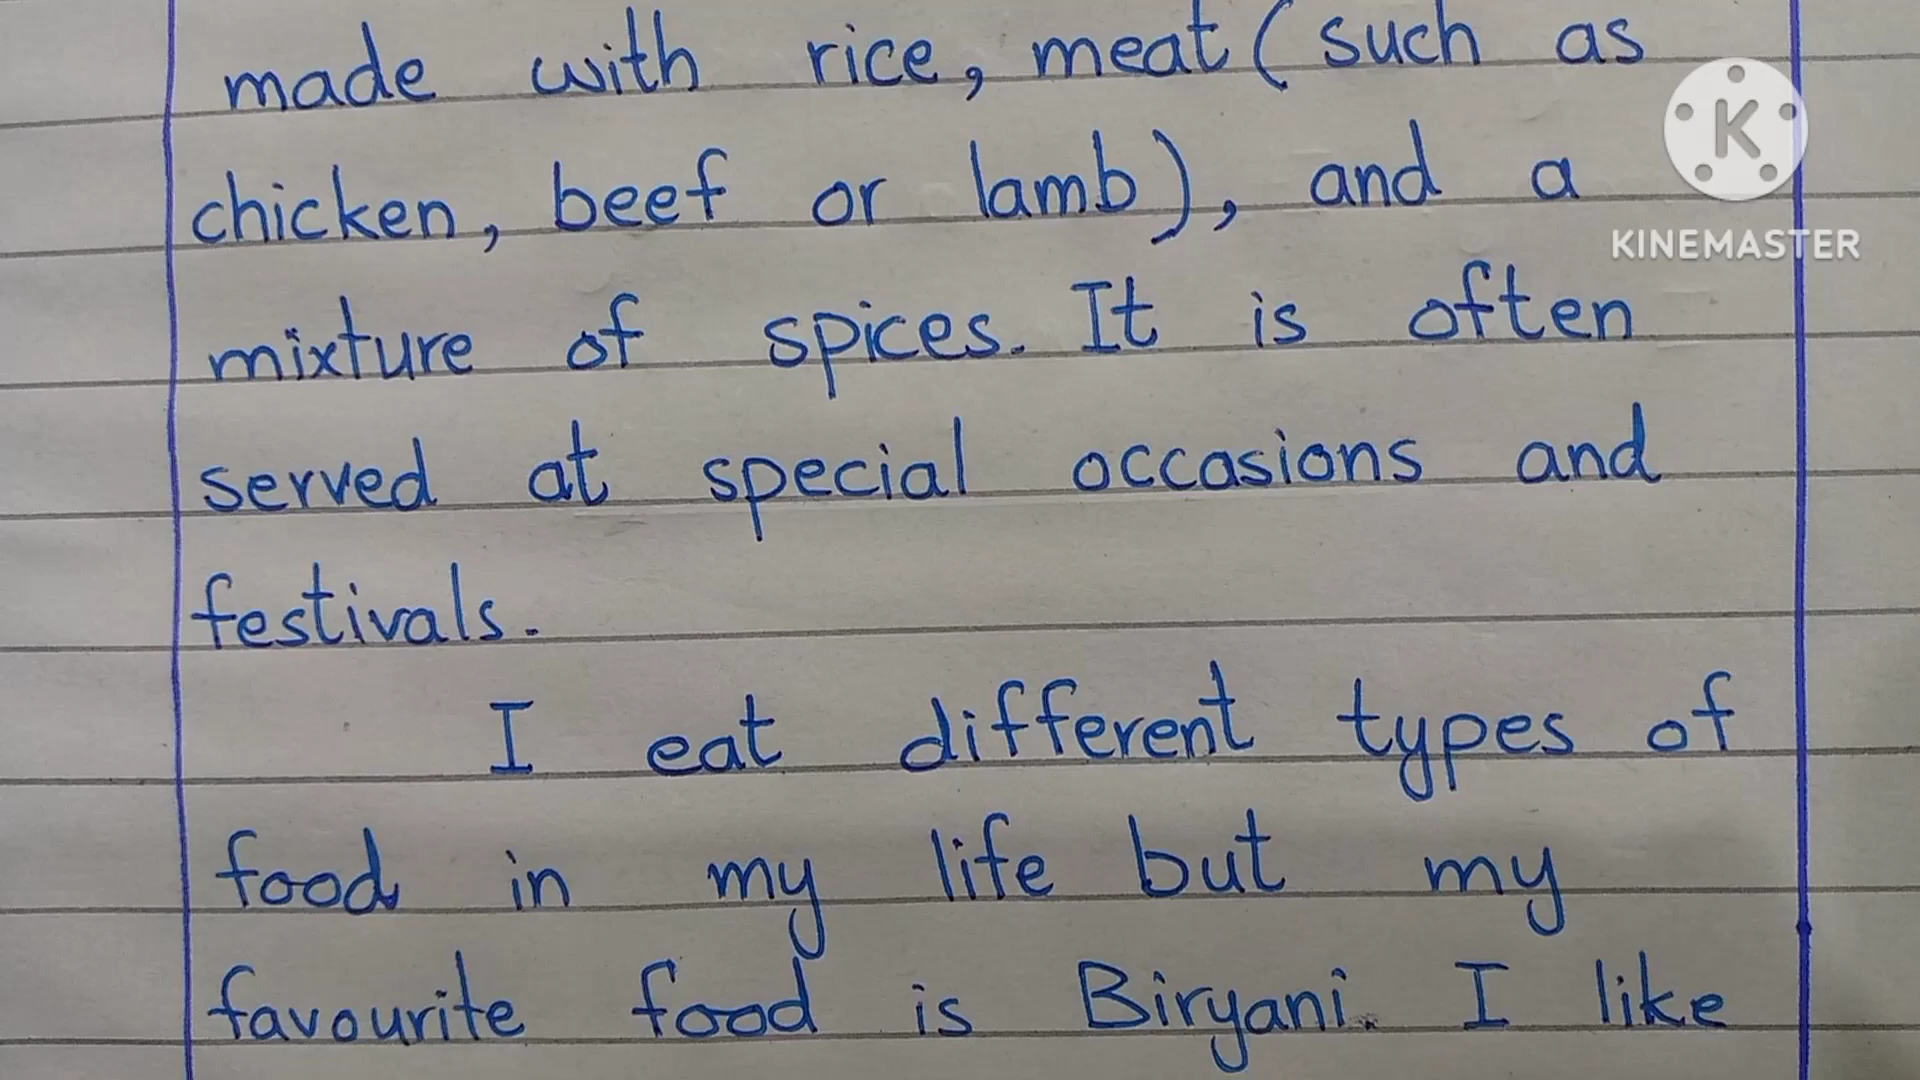 made with rice, meat (such as
chicken, beef or lamb), and a
mixture of spices. It is often
served at special occasions and
festivals.
I eat different types of
food in my life but my
favourite food is Biryani. I like
K
KINEMASTER